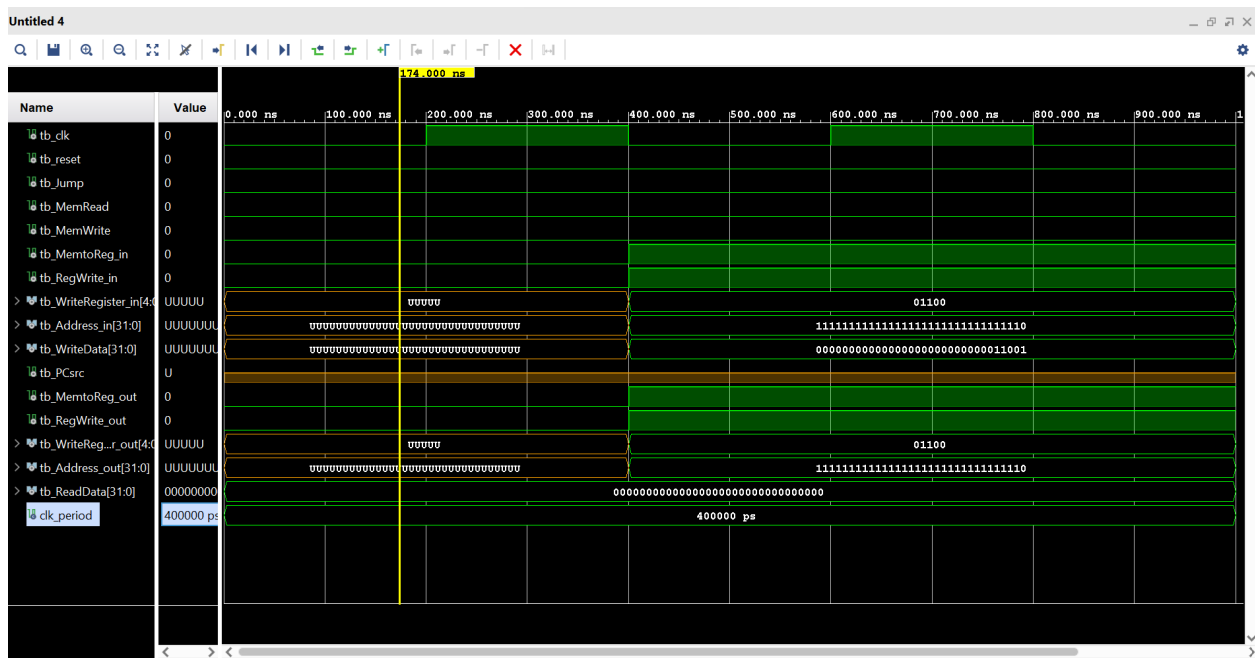 Untitled 4
174.000 ns
Name Value
0.000 ns 100.000 ns 200.000 ns 300.000 ns 400.000 ns 500.000 ns 600.000 ns 700.000 ns 800.000 ns 900.000 ns 1
tb_clk 0
tb_reset 0
tb_Jump 0
tb_MemRead 0
tb_MemWrite 0
tb_MemtoReg_in 0
tb_RegWrite_in 0
tb_WriteRegister_in[4:0 UUUUU UUUUU 01100
tb_Address_in[31:0] UUUUUUU UUUUUUUUUUUUUUUUUUUUUUUUUUUUUUUU 11111111111111111111111111111110
tb_WriteData[31:0] UUUUUUU UUUUUUUUUUUUUUUUUUUUUUUUUUUUUUUU 00000000000000000000000000011001
tb_PCsrc U
tb_MemtoReg_out 0
tb_RegWrite_out 0
tb_WriteReg...r_out[4:0 UUUUU UUUUU 01100
tb_Address_out[31:0] UUUUUUU UUUUUUUUUUUUUUUUUUUUUUUUUUUUUUUU 11111111111111111111111111111110
tb_ReadData[31:0] 00000000 00000000000000000000000000000000
clk_period 400000 ps 400000 ps